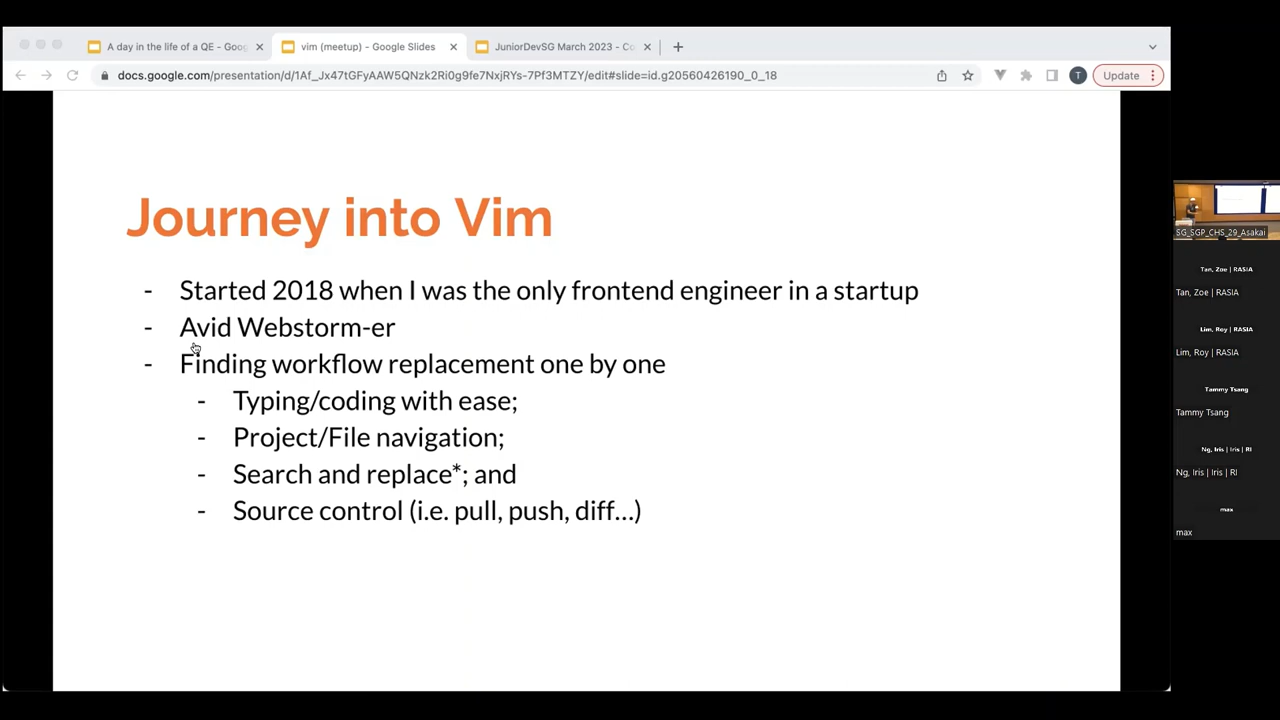 A day in the life of a QE - Goog
vim (meetup) - Google Slides
JuniorDevSG March 2023 - Co
docs.google.com/presentation/d/1Af_Jx47tGFyAAW5QNzk2Ri0g9fe7NxjRYs-7Pf3MTZY/edit#slide=id.g20560426190_0_18
T
Update
Journey into Vim
- Started 2018 when I was the only frontend engineer in a startup
- Avid Webstorm-er
- Finding workflow replacement one by one
- Typing/coding with ease;
- Project/File navigation;
- Search and replace*; and
- Source control (i.e. pull, push, diff...)
SG_SGP_CHS_29_Asakai
Tan, Zoe | RASIA
Tan, Zoe | RASIA
Lim, Roy | RASIA
Lim, Roy | RASIA
Tammy Tsang
Tammy Tsang
Ng, Iris | Iris | RI
Ng, Iris | Iris | RI
max
max